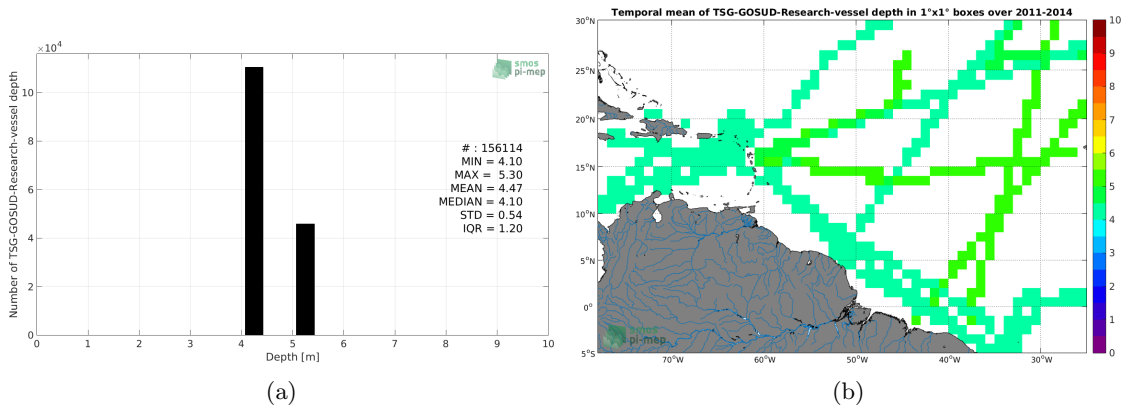 ×10⁴
Number of TSG-GOSUD-Research-vessel depth
10
8
6
4
2
0
0 1 2 3 4 5 6 7 8 9 10
Depth [m]
smos
pi-mep
# : 156114
MIN = 4.10
MAX = 5.30
MEAN = 4.47
MEDIAN = 4.10
STD = 0.54
IQR = 1.20
(a)
Temporal mean of TSG-GOSUD-Research-vessel depth in 1°x1° boxes over 2011-2014
30°N
25°N
20°N
15°N
10°N
5°N
0°
5°S
70°W 60°W 50°W 40°W 30°W
smos
pi-mep
10
9
8
7
6
5
4
3
2
1
0
(b)